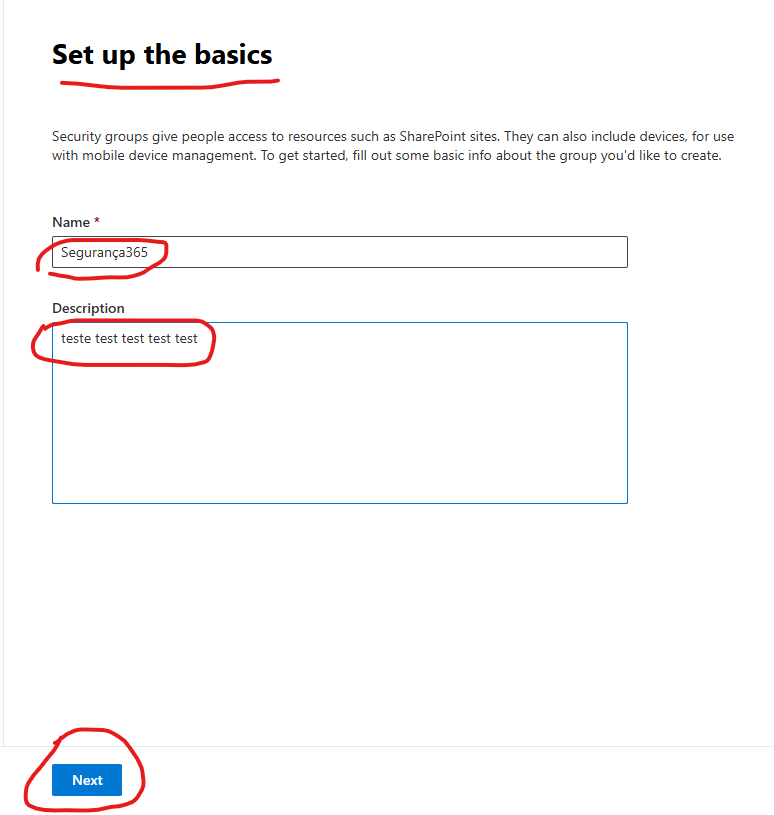 Set up the basics
Security groups give people access to resources such as SharePoint sites. They can also include devices, for use
with mobile device management. To get started, fill out some basic info about the group you'd like to create.
Name *
Segurança365
Description
teste test test test test
Next